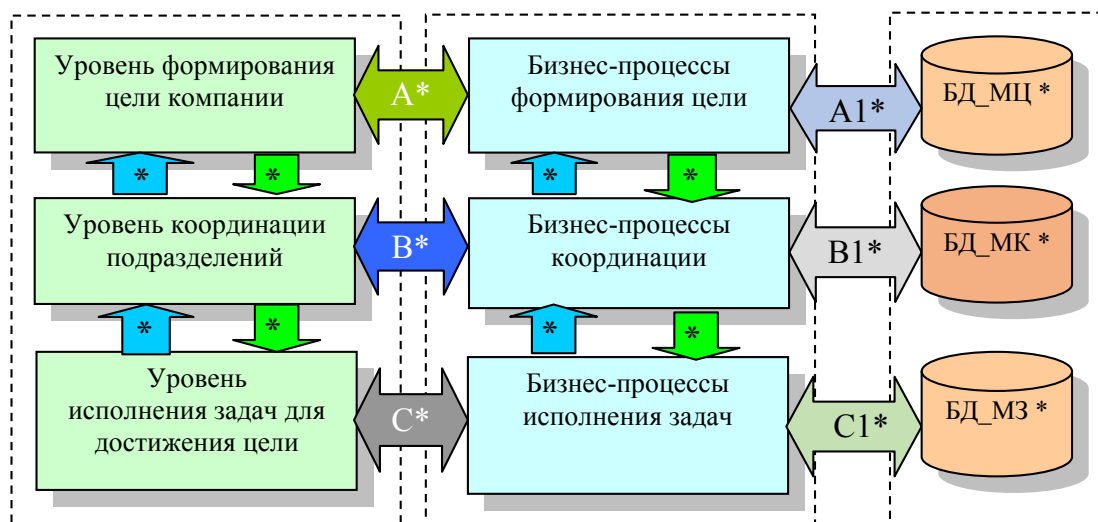 Уровень формирования
цели компании
A*
Бизнес-процессы
формирования цели
A1*
БД_МЦ *
*
*
*
*
Уровень координации
подразделений
B*
Бизнес-процессы
координации
B1*
БД_МК *
*
*
*
*
Уровень
исполнения задач для
достижения цели
C*
Бизнес-процессы
исполнения задач
C1*
БД_МЗ *